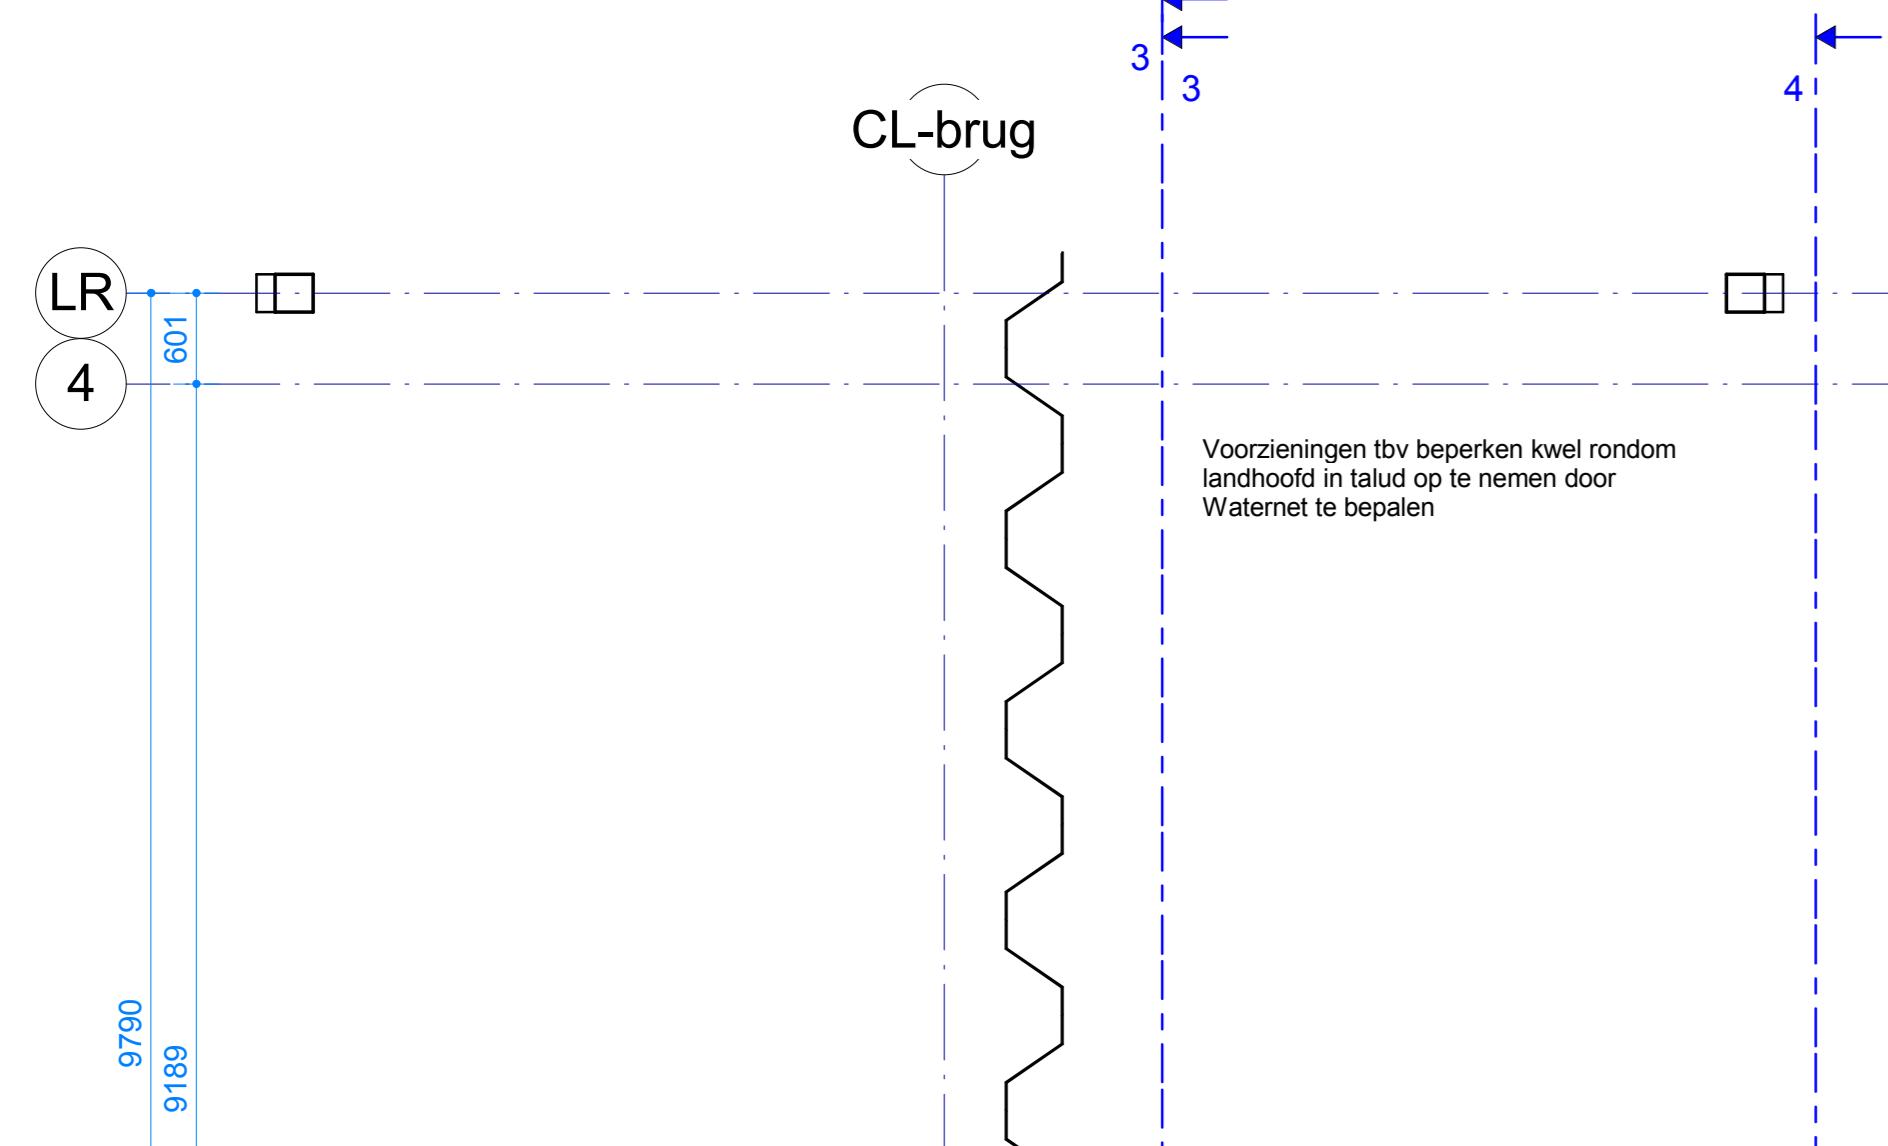 3
3
4
CL-brug
LR
601
4
Voorzieningen tbv beperken kwel rondom
landhoofd in talud op te nemen door
Waternet te bepalen
9790
9189